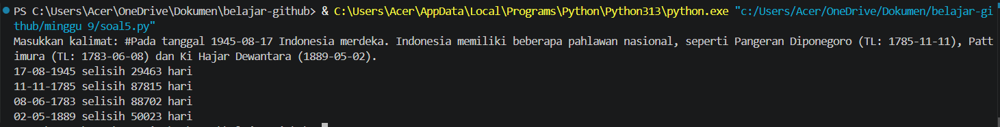 PS C:\Users\Acer\OneDrive\Dokumen\belajar-github> & C:\Users\Acer\AppData\Local\Programs\Python\Python313\python.exe "c:/Users/Acer/OneDrive/Dokumen/belajar-gi
thub/minggu 9/soal5.py"
Masukkan kalimat: #Pada tanggal 1945-08-17 Indonesia merdeka. Indonesia memiliki beberapa pahlawan nasional, seperti Pangeran Diponegoro (TL: 1785-11-11), Patt
imura (TL: 1783-06-08) dan Ki Hajar Dewantara (1889-05-02).
17-08-1945 selisih 29463 hari
11-11-1785 selisih 87815 hari
08-06-1783 selisih 88702 hari
02-05-1889 selisih 50023 hari